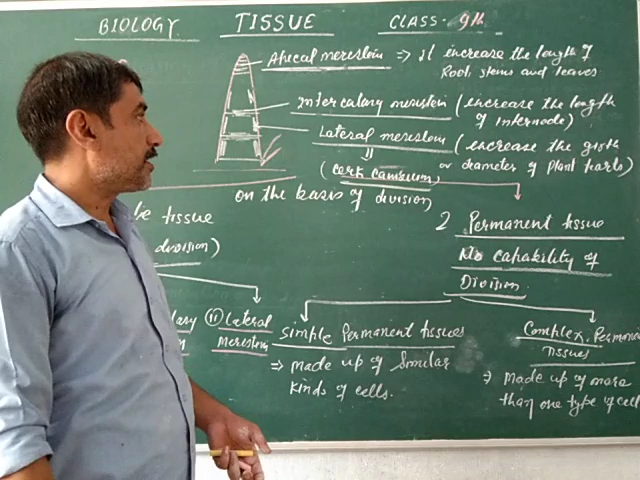 BIOLOGY TISSUE CLASS- 9th
Apical meristem => it increase the length of
Root, stems and leaves
Intercalary meristem (increase the length
of internode)
Lateral meristem (increase the girth
or diameter of plant parts)
(cork cambium)
on the basis of division)
tissue
division)
(ii) Lateral
meristem
2 Permanent tissue
No capability of
Division
Simple Permanent tissues
=> made up of similar
kinds of cells.
Complex, Permanen
tissues
=> made up of more
than one type of cell